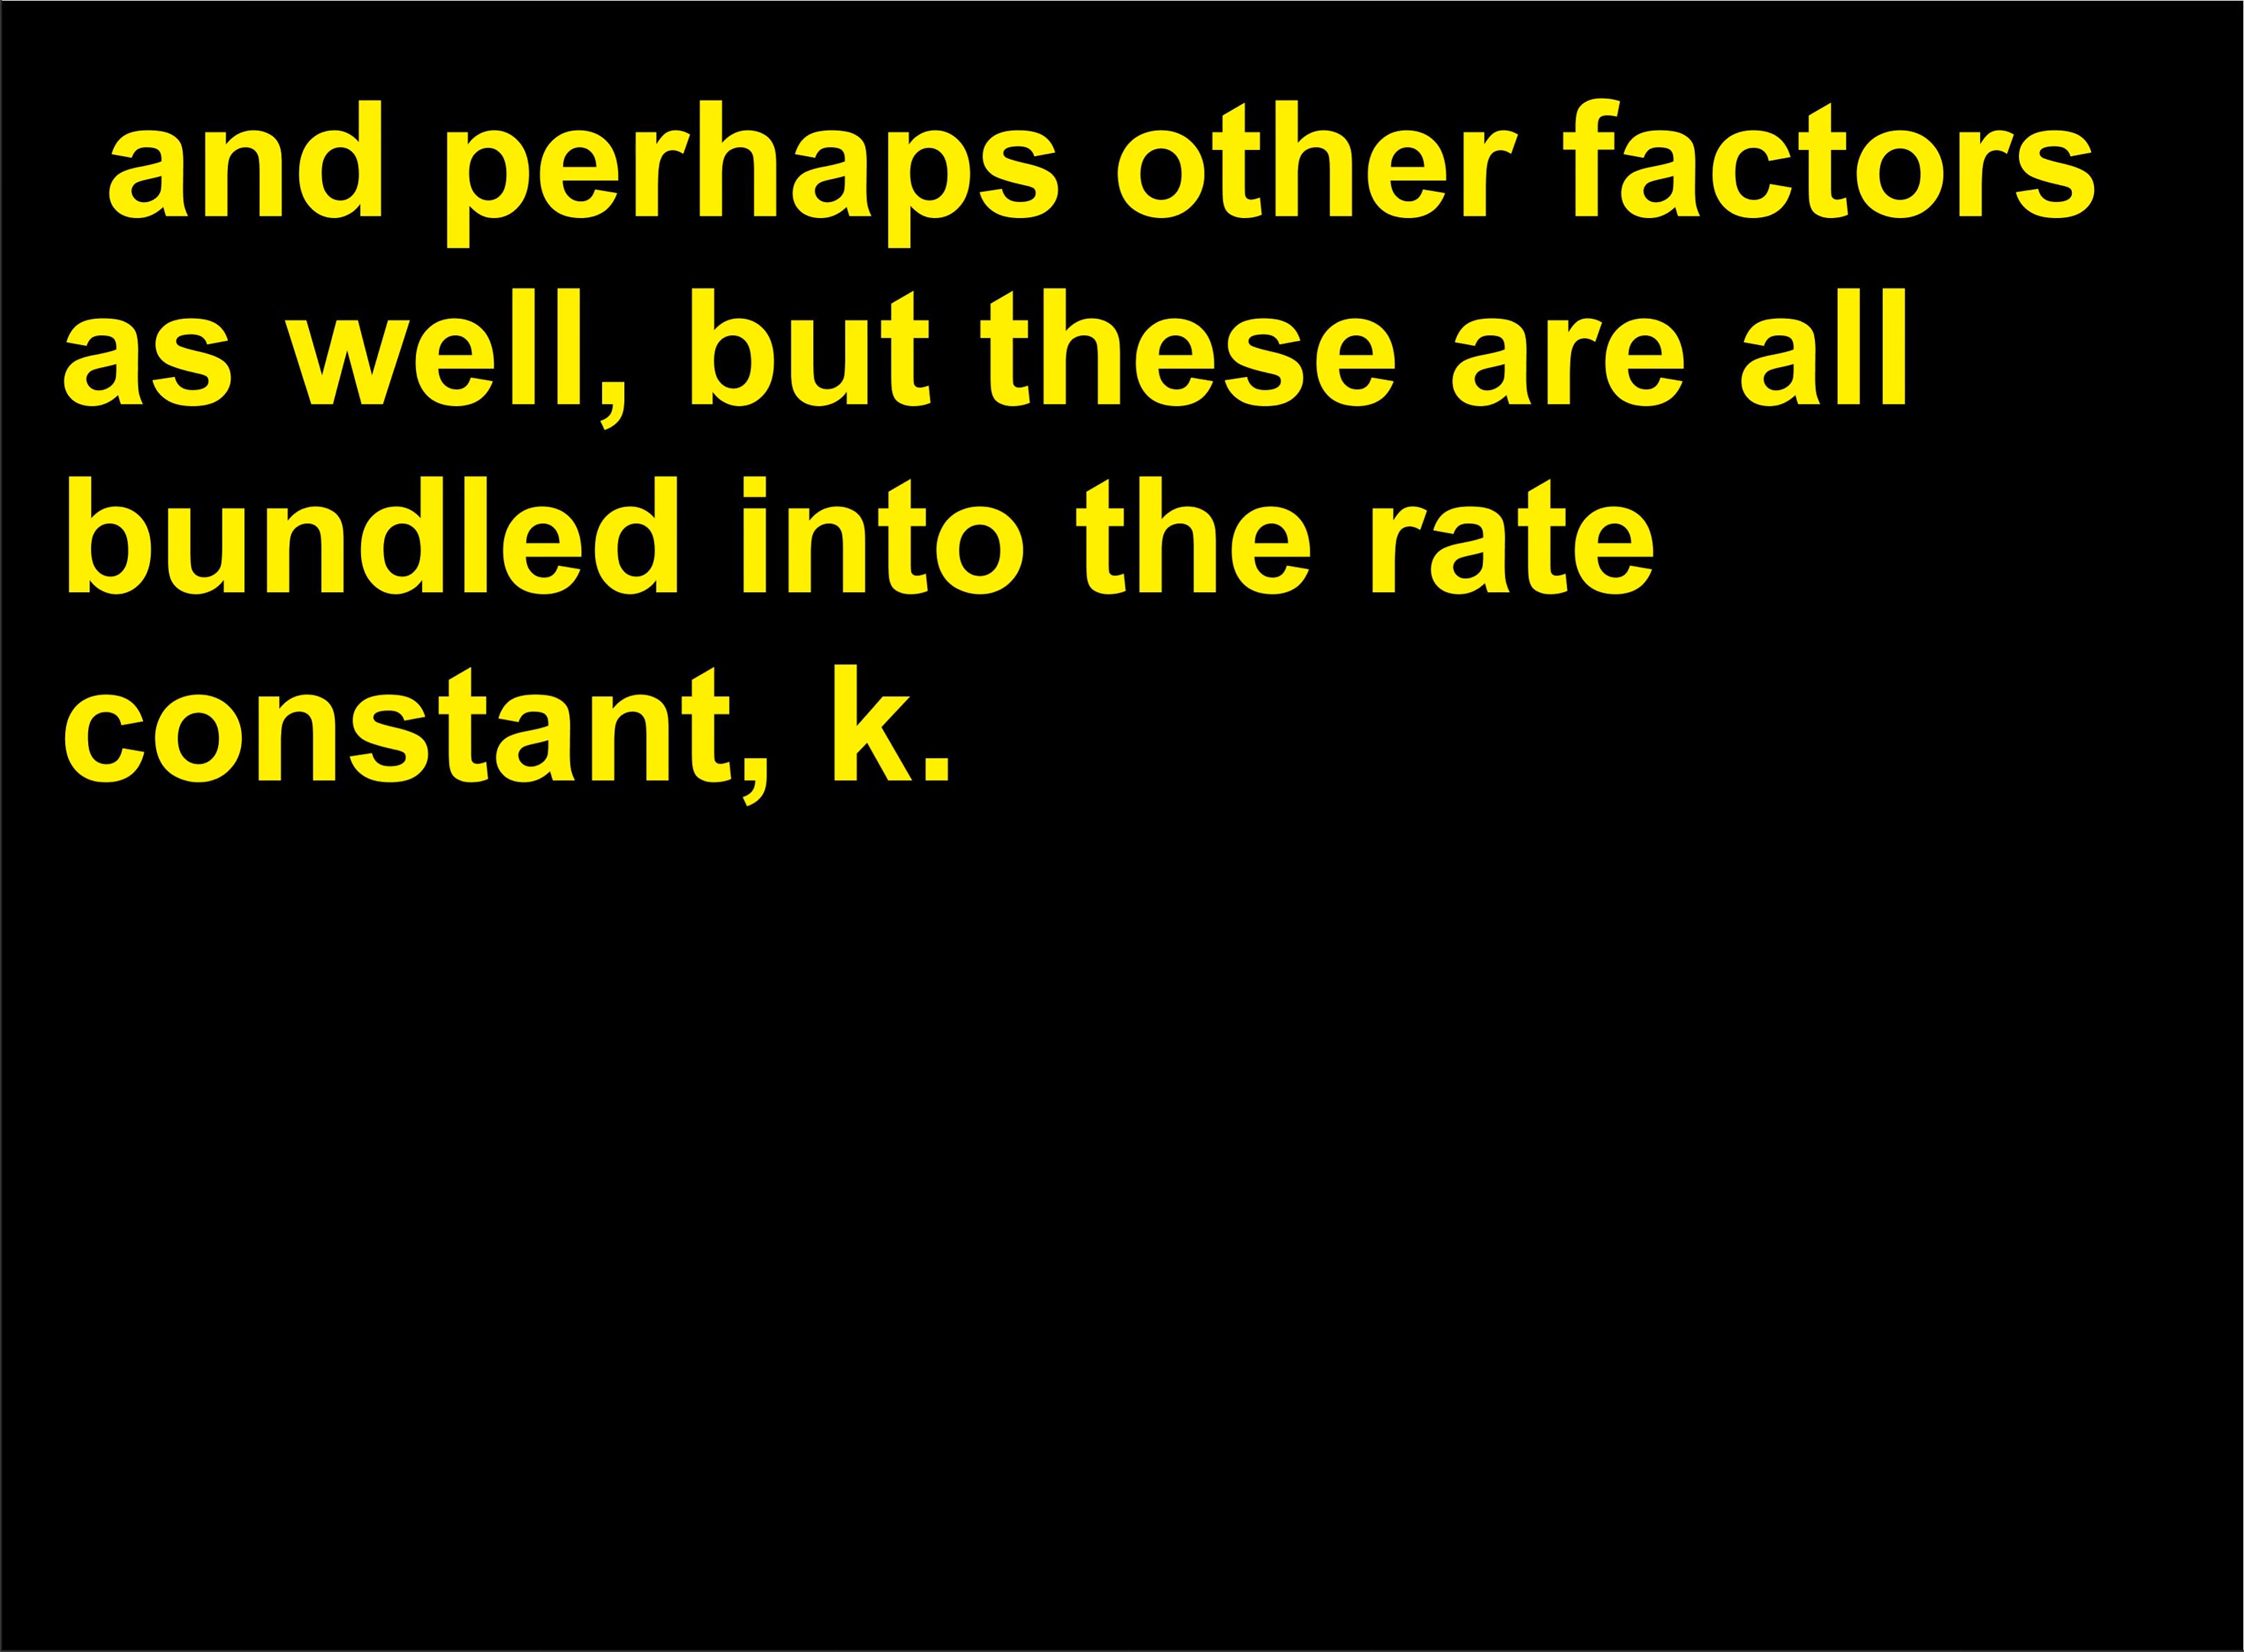 and perhaps other factors
as well, but these are all
bundled into the rate
constant, k.